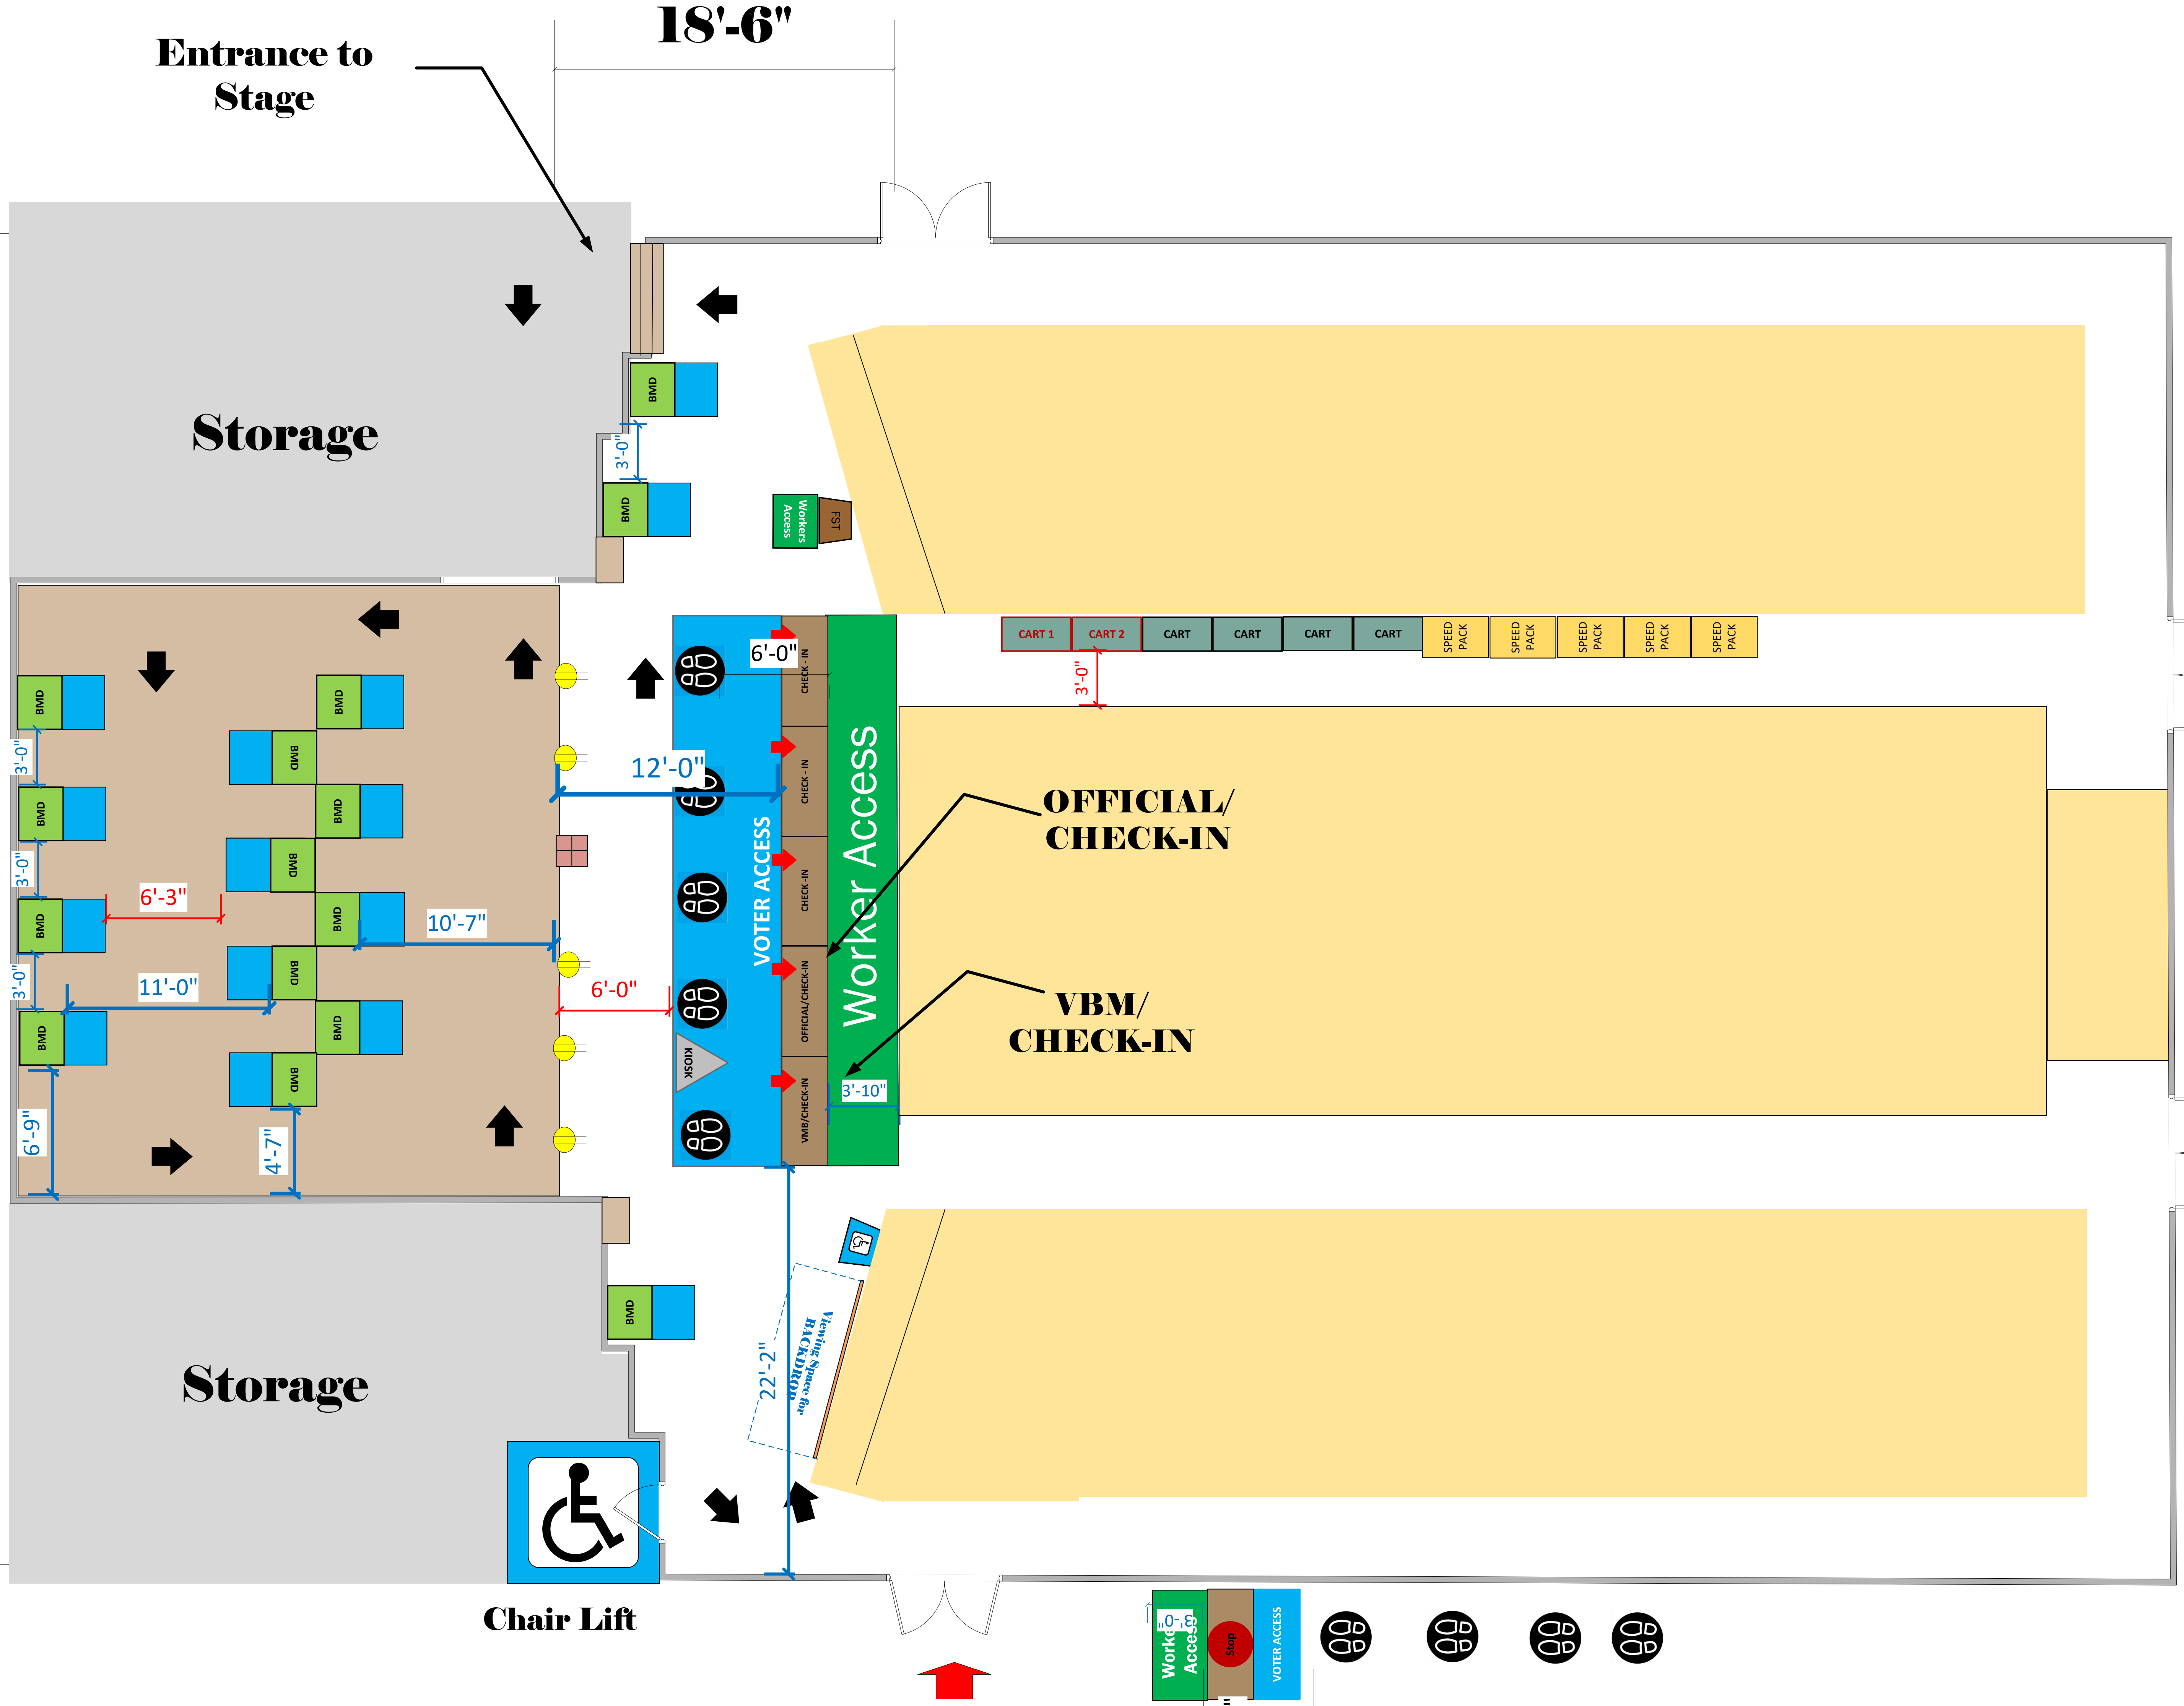 18'-6"
Entrance to
Stage
Storage
BMD
3'-0"
BMD
Workers
Access
FST
CHECK - IN
6'-0"
CART 1
CART 2
CART
CART
CART
CART
SPEED
PACK
SPEED
PACK
SPEED
PACK
SPEED
PACK
SPEED
PACK
3'-0"
BMD
BMD
BMD
3'-0"
12'-0"
CHECK - IN
Worker Access
BMD
BMD
OFFICIAL/
CHECK-IN
VOTER ACCESS
3'-0"
BMD
CHECK -IN
6'-3"
BMD
BMD
10'-7"
3'-0"
BMD
11'-0"
6'-0"
OFFICIAL/CHECK-IN
VBM/
CHECK-IN
BMD
BMD
KIOSK
BMD
3'-10"
VMB/CHECK-IN
6'-9"
4'-7"
BMD
22'-2"
Viewing Space for
BACKDROP
Storage
Chair Lift
3'-0"
Worke
Access
Stop
VOTER ACCESS